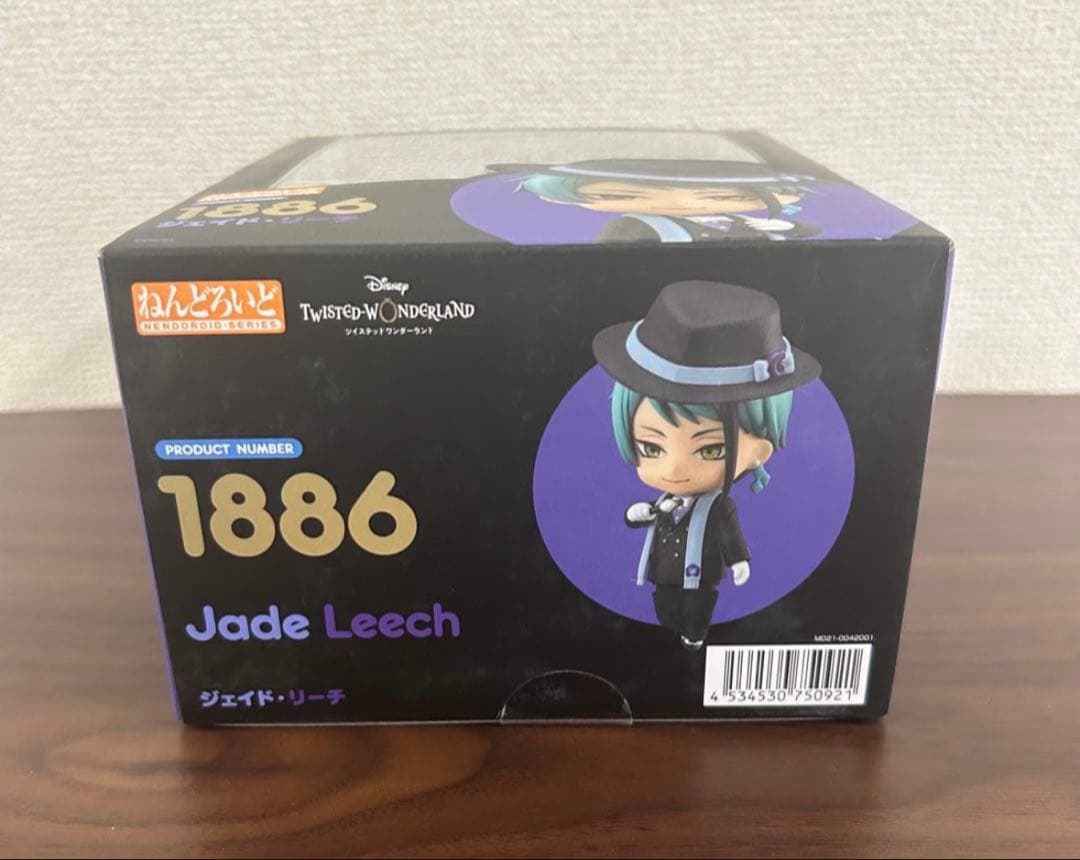 1886
ジェイド・リーチ
ねんどろいど
NENDOROID-SERIES
Disney
TWISTED-WONDERLAND
ツイステッドワンダーランド
PRODUCT NUMBER
1886
Jade Leech
ジェイド・リーチ
MD21-0042001
4 534530 750921